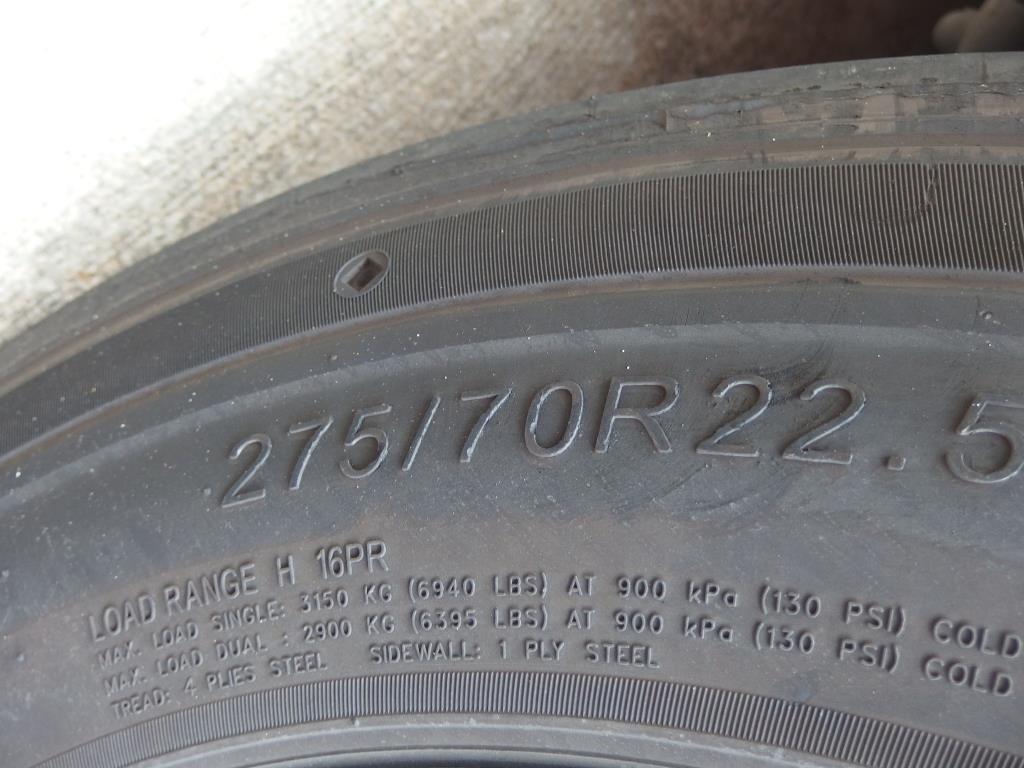 275/70R22.5
LOAD RANGE H 16PR
MAX. LOAD SINGLE: 3150 KG (6940 LBS) AT 900 kPa (130 PSI) COLD
MAX. LOAD DUAL : 2900 KG (6395 LBS) AT 900 kPa (130 PSI) COLD
TREAD: 4 PLIES STEEL SIDEWALL: 1 PLY STEEL